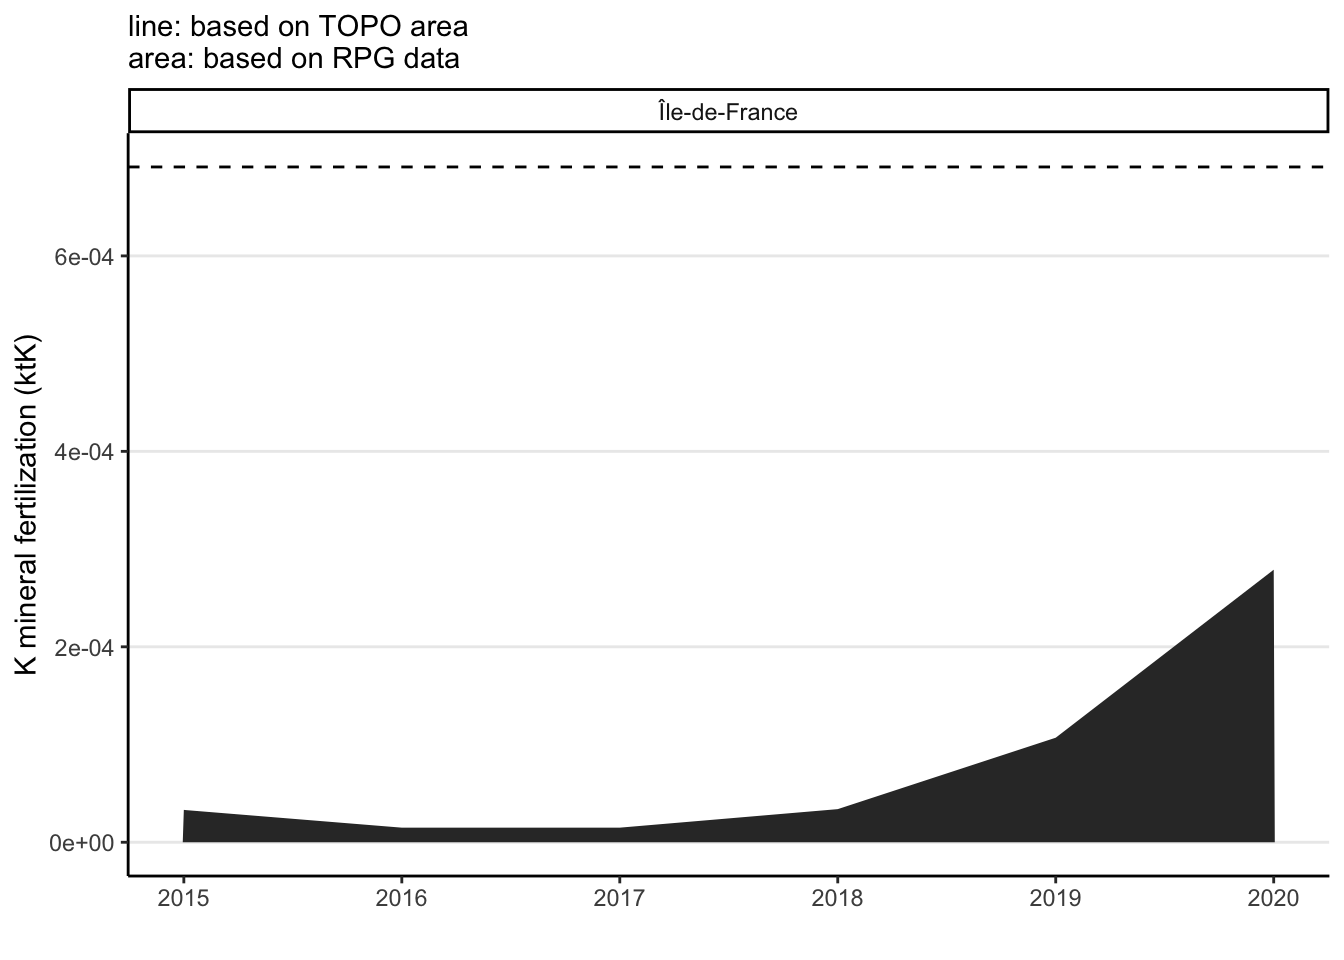 line: based on TOPO area
area: based on RPG data
Île-de-France
K mineral fertilization (ktK)
6e-04
4e-04
2e-04
0e+00
2015 2016 2017 2018 2019 2020